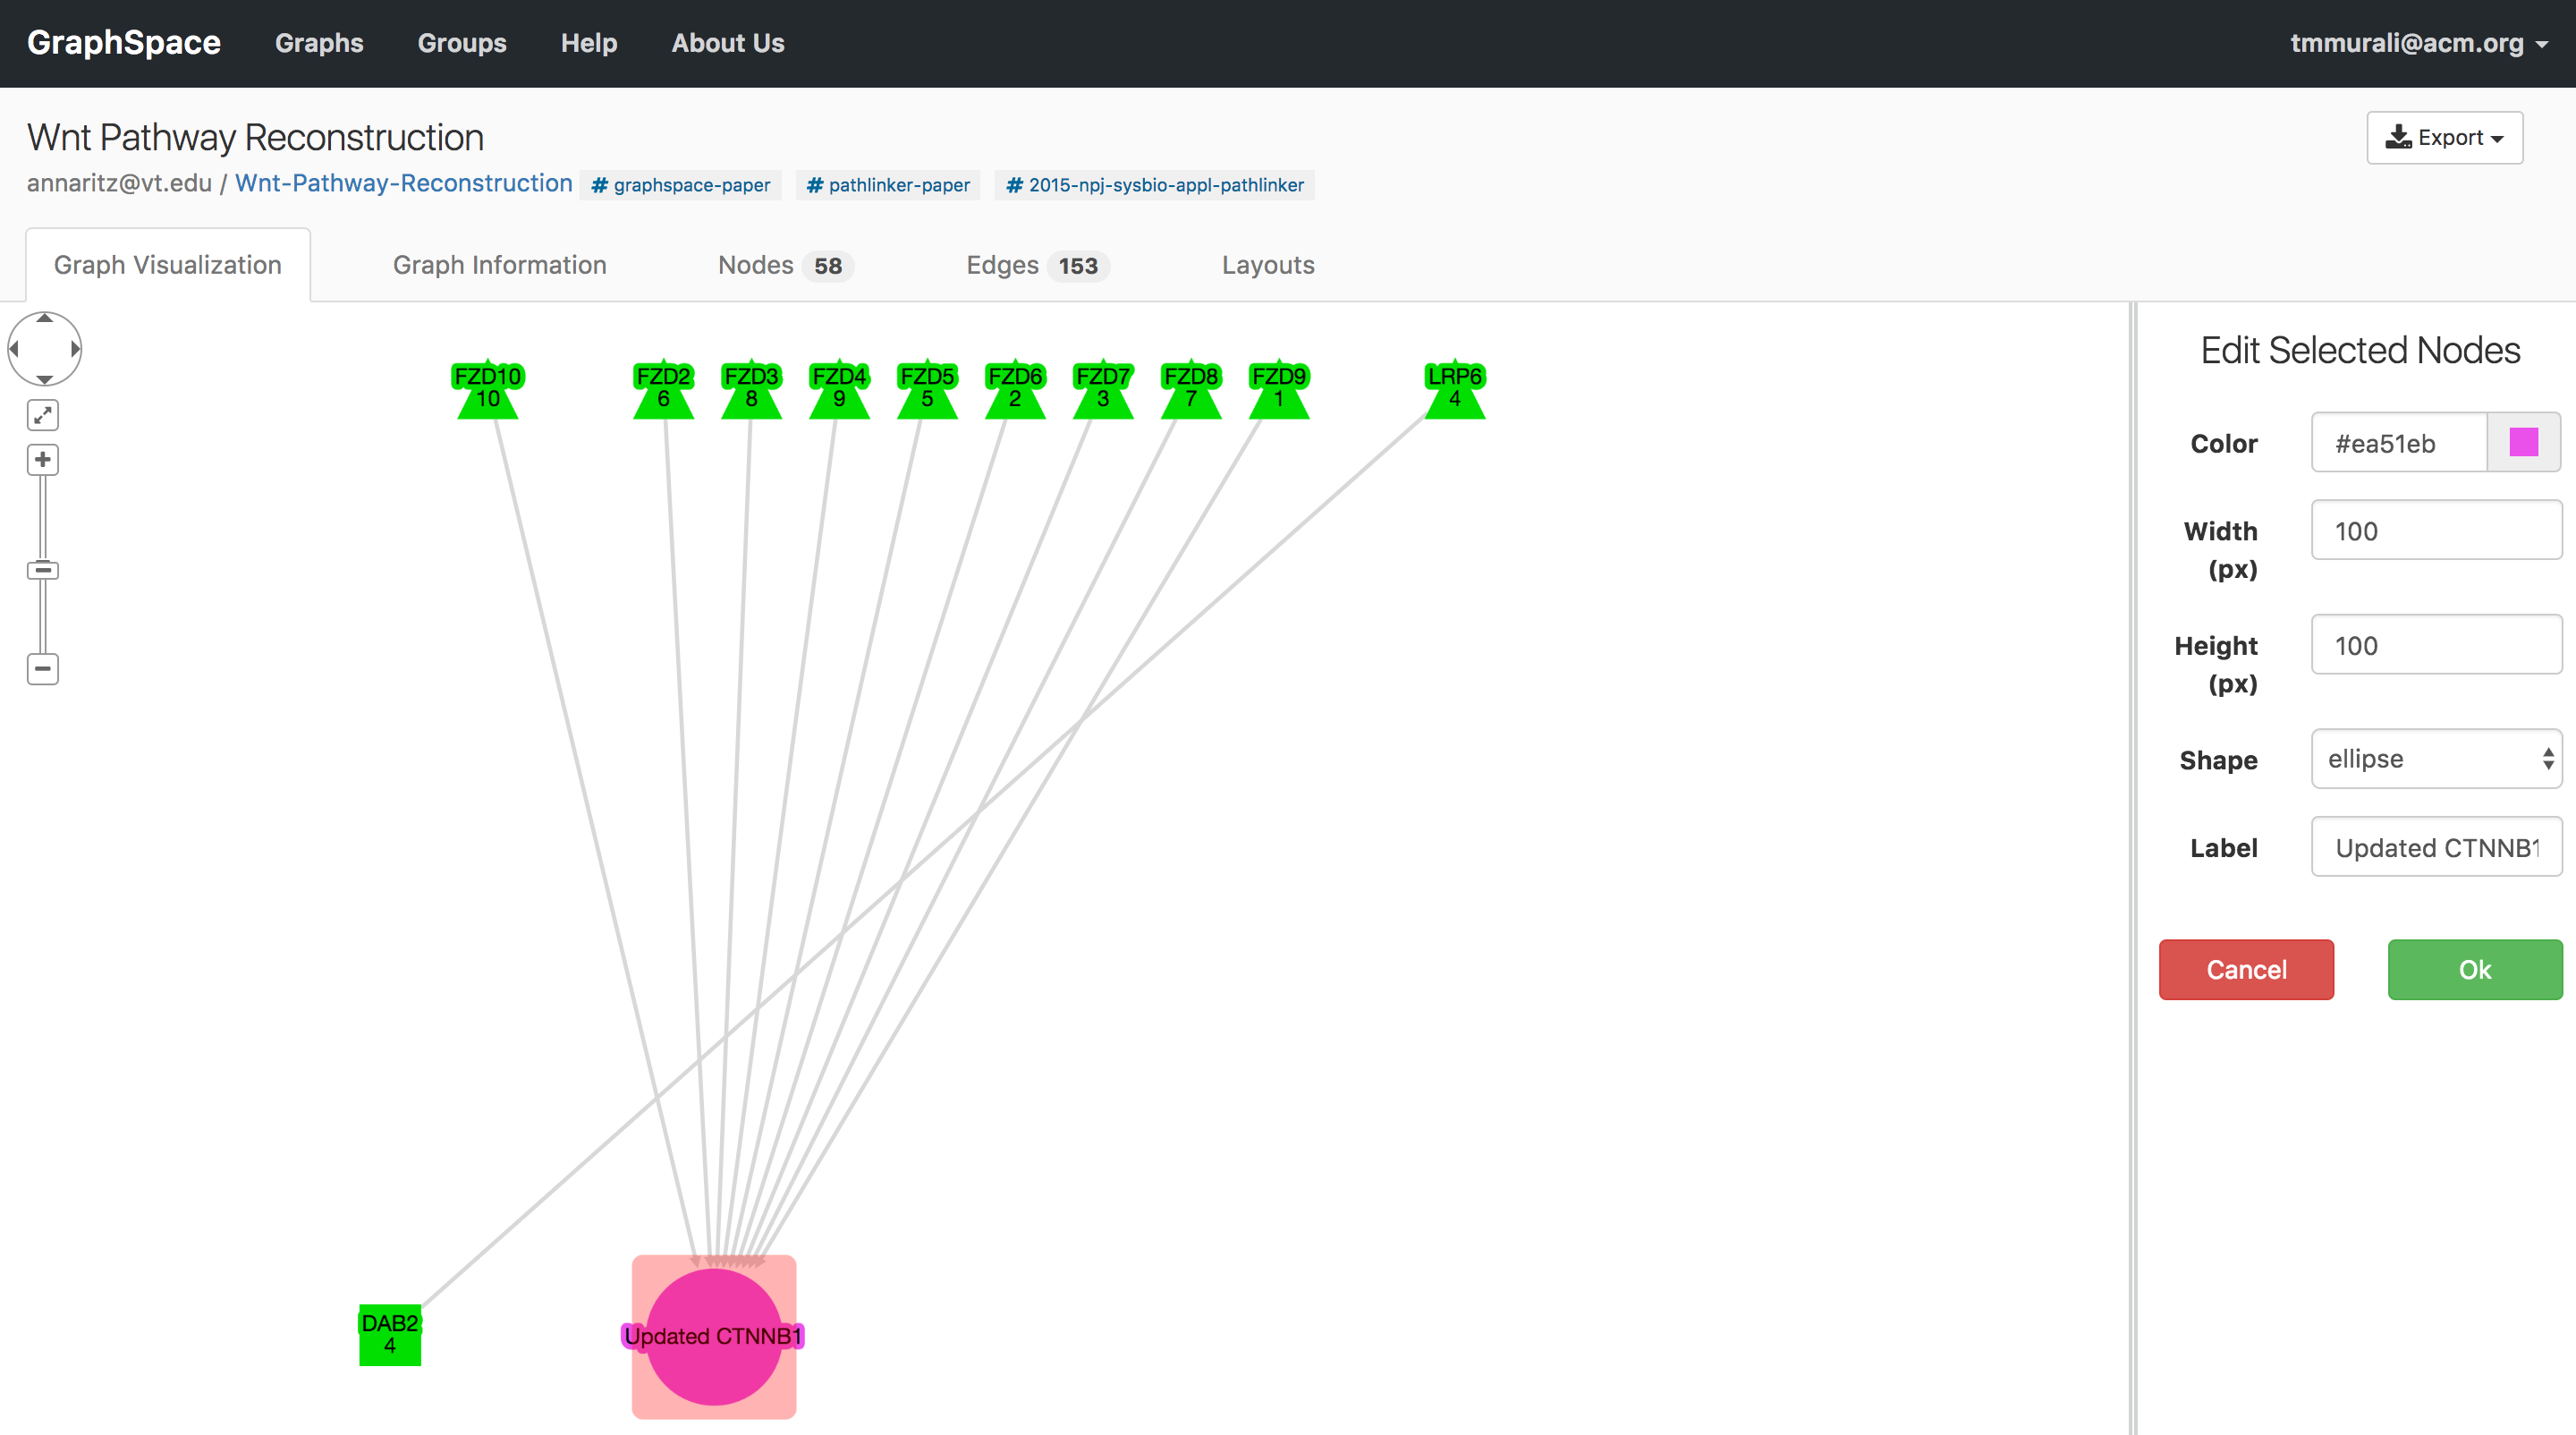 GraphSpace Graphs Groups Help About Us tmmurali@acm.org
Wnt Pathway Reconstruction
Export
annaritz@vt.edu / Wnt-Pathway-Reconstruction # graphspace-paper # pathlinker-paper # 2015-npj-sysbio-appl-pathlinker
Graph Visualization Graph Information Nodes 58 Edges 153 Layouts
FZD10 FZD2 FZD3 FZD4 FZD5 FZD6 FZD7 FZD8 FZD9 LRP6
10 6 8 9 5 2 3 7 1 4
DAB2
4
Updated CTNNB1
Edit Selected Nodes
Color #ea51eb
Width 100
(px)
Height 100
(px)
Shape ellipse
Label Updated CTNNB1
Cancel Ok